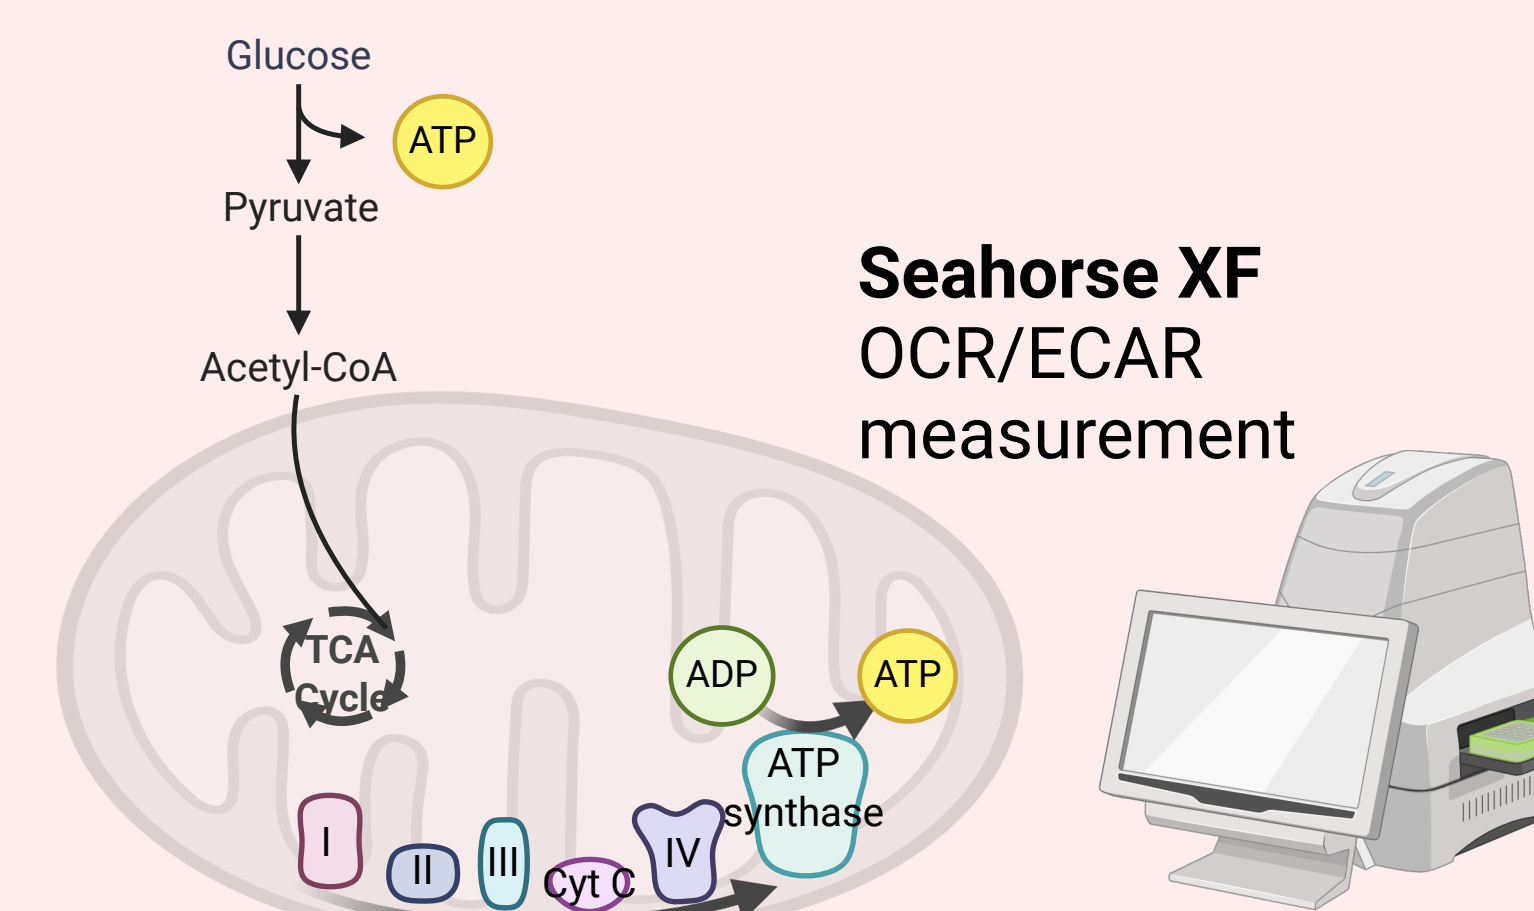 Glucose
ATP
Pyruvate
Acetyl-CoA
Seahorse XF
OCR/ECAR
measurement
TCA
Cycle
ADP
ATP
ATP
synthase
I
II
III
Cyt C
IV